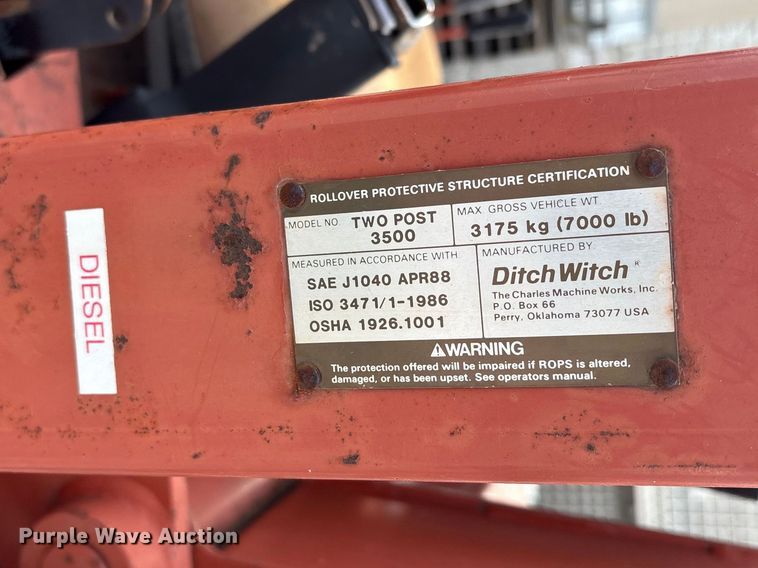 ROLLOVER PROTECTIVE STRUCTURE CERTIFICATION
MODEL NO. TWO POST
3500
MAX. GROSS VEHICLE WT.
3175 kg (7000 lb)
MEASURED IN ACCORDANCE WITH
SAE J1040 APR88
ISO 3471/1-1986
OSHA 1926.1001
MANUFACTURED BY
Ditch Witch R
The Charles Machine Works, Inc.
P.O. Box 66
Perry, Oklahoma 73077 USA
WARNING
The protection offered will be impaired if ROPS is altered,
damaged, or has been upset. See operators manual.
DIESEL
Purple Wave Auction